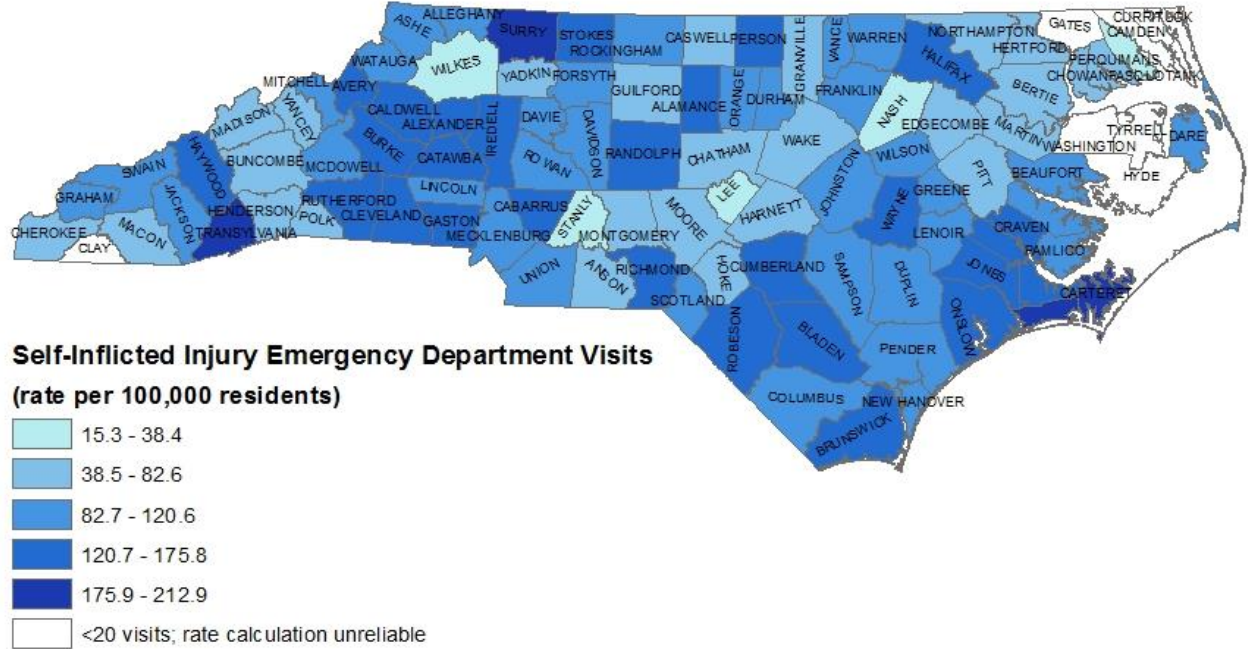 ALLEGHANY
ASHE
SURRY
STOKES
ROCKINGHAM
CASWELL
PERSON
GRANVILLE
VANCE
WARREN
NORTHAMPTON
GATES
CURRITUCK
CAMDEN
HERTFORD
HALIFAX
PERQUIMANS
CHOWAN
PASQUOTANK
WATAUGA
WILKES
YADKIN
FORSYTH
GUILFORD
ALAMANCE
ORANGE
DURHAM
FRANKLIN
NASH
BERTIE
MITCHELL
AVERY
YANCEY
MADISON
CALDWELL
ALEXANDER
IREDELL
DAVIE
DAVIDSON
RANDOLPH
CHATHAM
WAKE
EDGECOMBE
MARTIN
WASHINGTON
TYRRELL
DARE
HYDE
BUNCOMBE
MCDOWELL
BURKE
CATAWBA
ROWAN
LEE
JOHNSTON
WILSON
PITT
BEAUFORT
SWAIN
HAYWOOD
GRAHAM
JACKSON
HENDERSON
RUTHERFORD
POLK
CLEVELAND
LINCOLN
GASTON
CABARRUS
STANLY
MONTGOMERY
MOORE
HARNETT
WAYNE
GREENE
LENOIR
CRAVEN
PAMLICO
CHEROKEE
CLAY
MACON
TRANSYLVANIA
MECKLENBURG
UNION
ANSON
RICHMOND
HOKE
CUMBERLAND
SAMPSON
DUPLIN
JONES
CARTERET
ONSLOW
SCOTLAND
ROBESON
BLADEN
PENDER
COLUMBUS
NEW HANOVER
BRUNSWICK
Self-Inflicted Injury Emergency Department Visits
(rate per 100,000 residents)
15.3 - 38.4
38.5 - 82.6
82.7 - 120.6
120.7 - 175.8
175.9 - 212.9
<20 visits; rate calculation unreliable